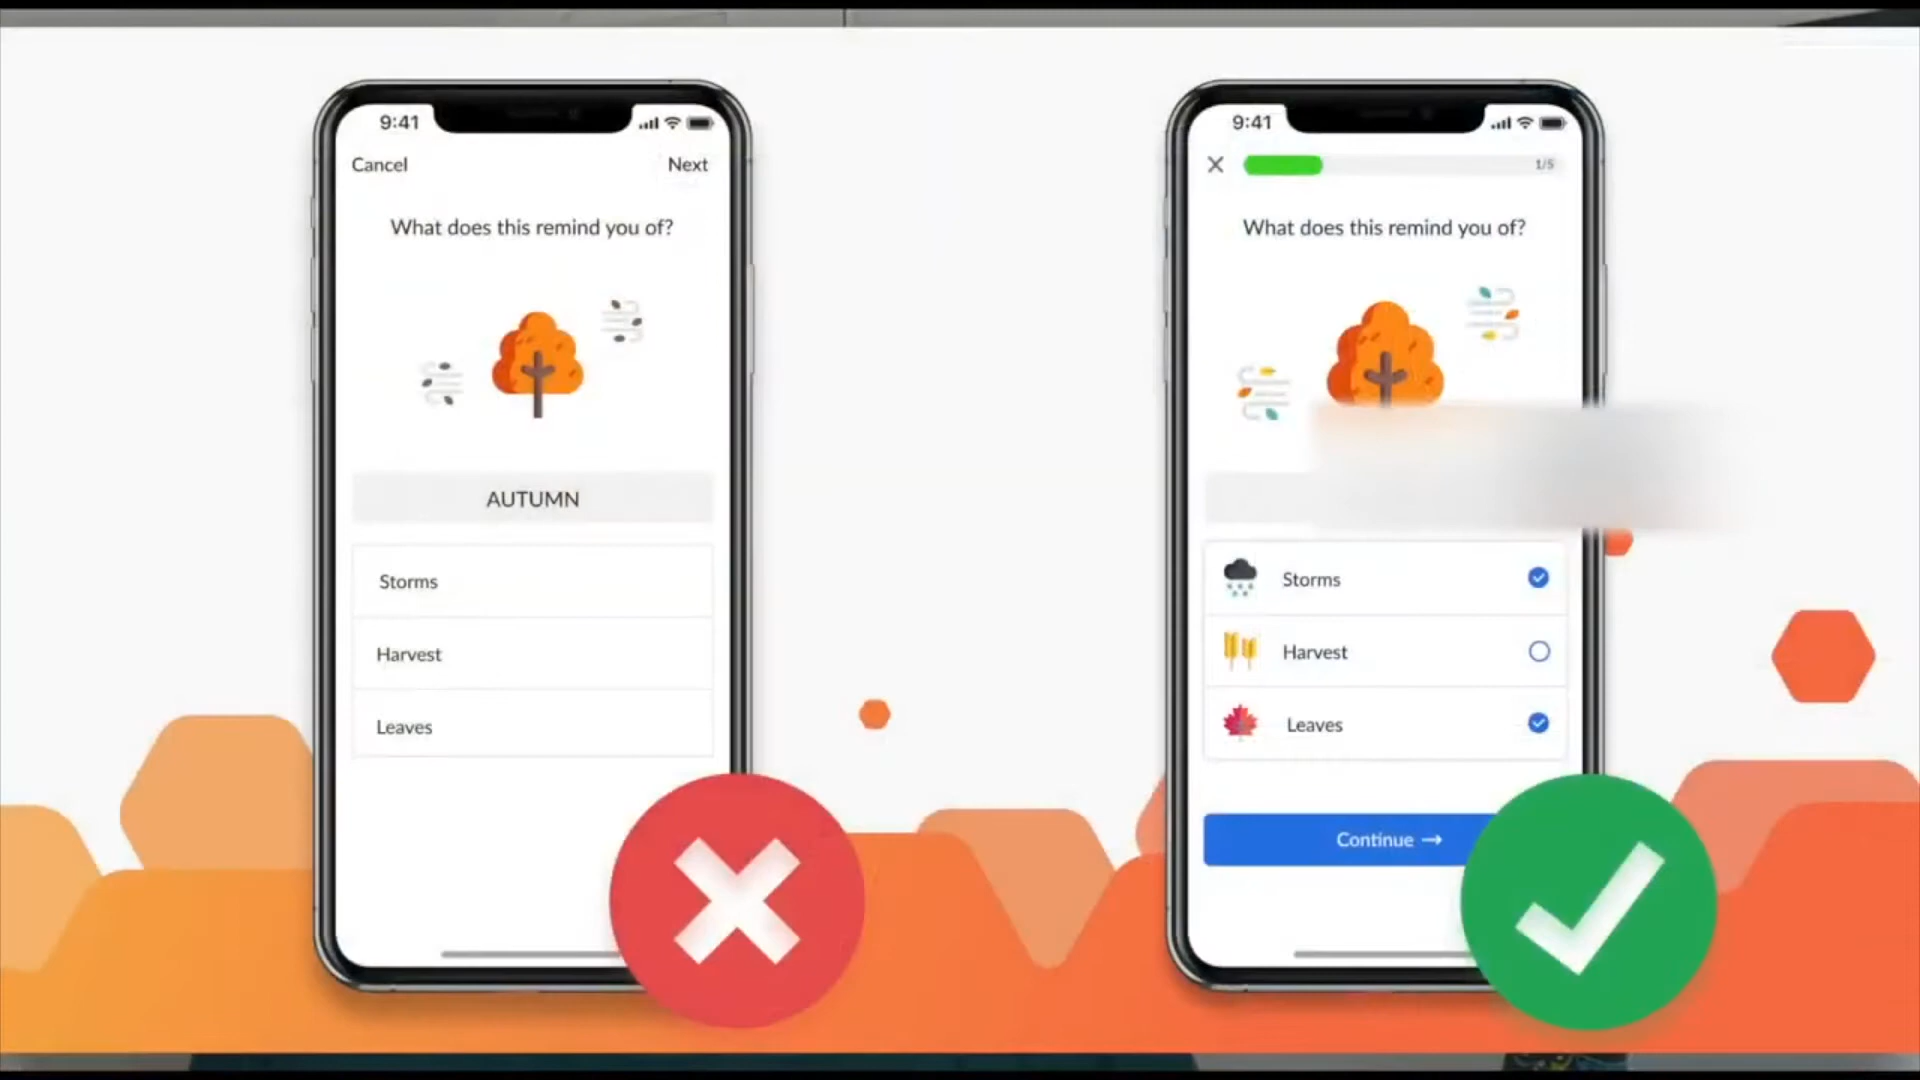 9:41
Cancel
Next
What does this remind you of?
AUTUMN
Storms
Harvest
Leaves
9:41
1/5
What does this remind you of?
Storms
Harvest
Leaves
Continue →